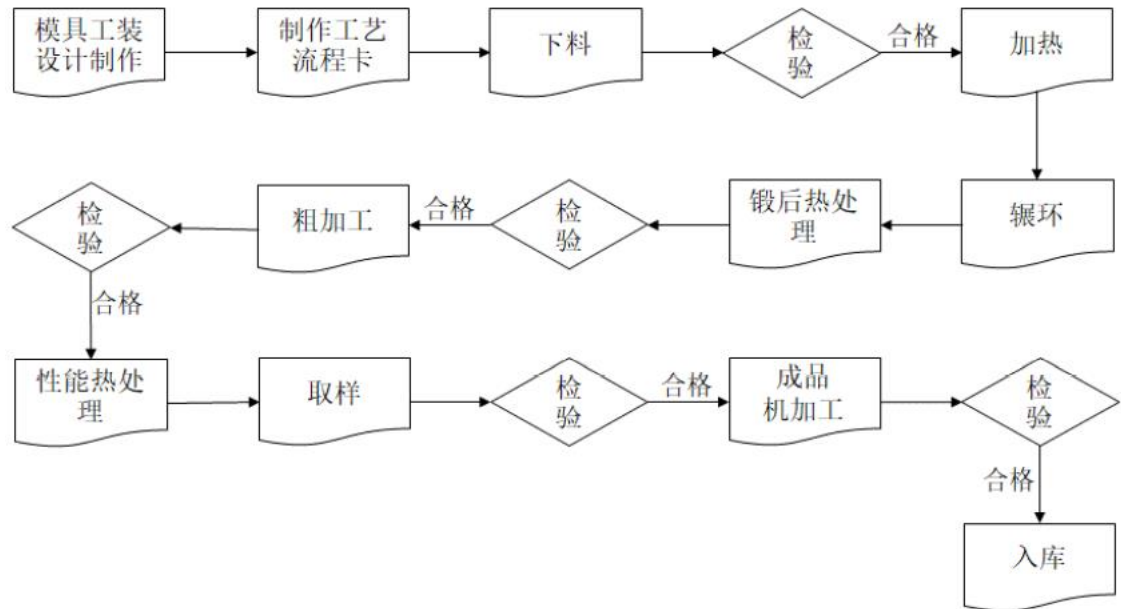 模具工装
设计制作
制作工艺
流程卡
下料
检
验
合格
加热
辗环
锻后热处
理
检
验
合格
粗加工
检
验
合格
性能热处
理
取样
检
验
合格
成品
机加工
检
验
合格
入库